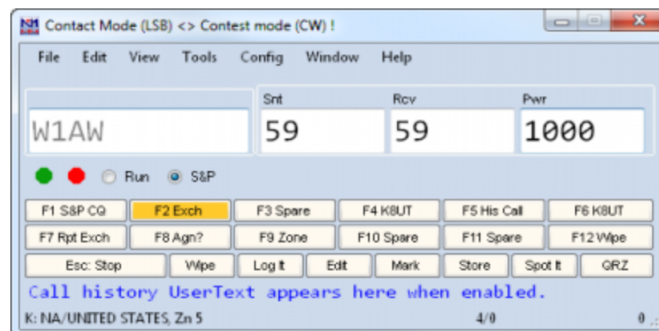 N1 MM Contact Mode (LSB) <> Contest mode (CW) !
File Edit View Tools Config Window Help
Snt Rcv Pwr
W1AW 59 59 1000
Run S&P
F1 S&P CQ F2 Exch F3 Spare F4 K8UT F5 His Call F6 K8UT
F7 Rpt Exch F8 Agn? F9 Zone F10 Spare F11 Spare F12 Wipe
Esc: Stop Wipe Log It Edit Mark Store Spot It QRZ
Call history UserText appears here when enabled.
K: NA/UNITED STATES, Zn 5 4/0 0